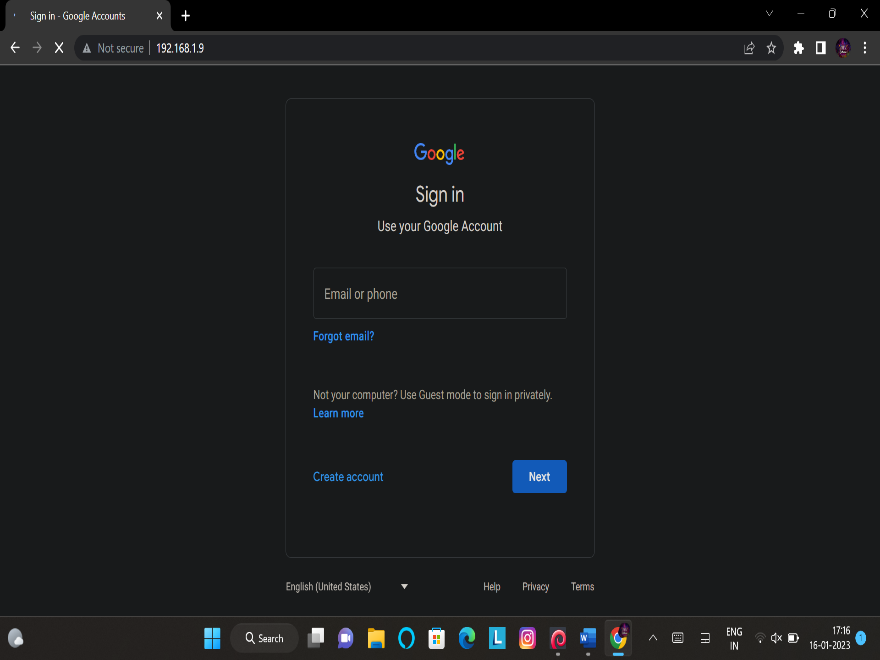 Sign in - Google Accounts
Not secure
192.168.1.9
Google
Sign in
Use your Google Account
Email or phone
Forgot email?
Not your computer? Use Guest mode to sign in privately.
Learn more
Create account
Next
English (United States)
Help
Privacy
Terms
Search
ENG
IN
17:16
16-01-2023
1